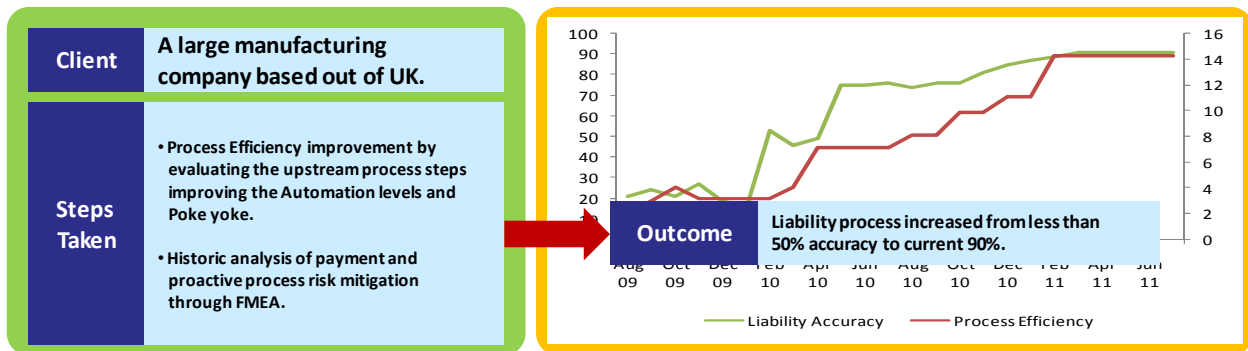 Client
A large manufacturing
company based out of UK.
Steps
Taken
• Process Efficiency improvement by
evaluating the upstream process steps
improving the Automation levels and
Poke yoke.
• Historic analysis of payment and
proactive process risk mitigation
through FMEA.
100
90
80
70
60
50
40
30
20
10
16
14
12
10
8
6
4
2
0
Outcome
Liability process increased from less than
50% accuracy to current 90%.
Aug Oct Dec Feb Apr Jun Aug Oct Dec Feb Apr Jun
09 09 09 10 10 10 10 10 10 11 11 11
Liability Accuracy
Process Efficiency